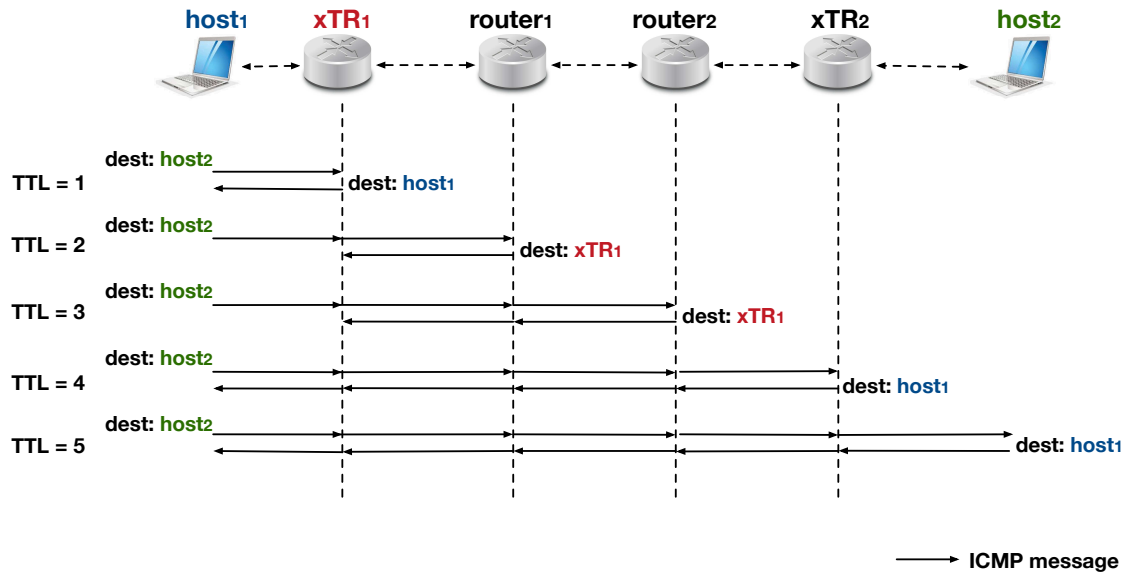 host1 xTR1 router1 router2 xTR2 host2
dest: host2
TTL = 1
dest: host1
dest: host2
TTL = 2
dest: xTR1
dest: host2
TTL = 3
dest: xTR1
dest: host2
TTL = 4
dest: host1
dest: host2
TTL = 5
dest: host1
ICMP message